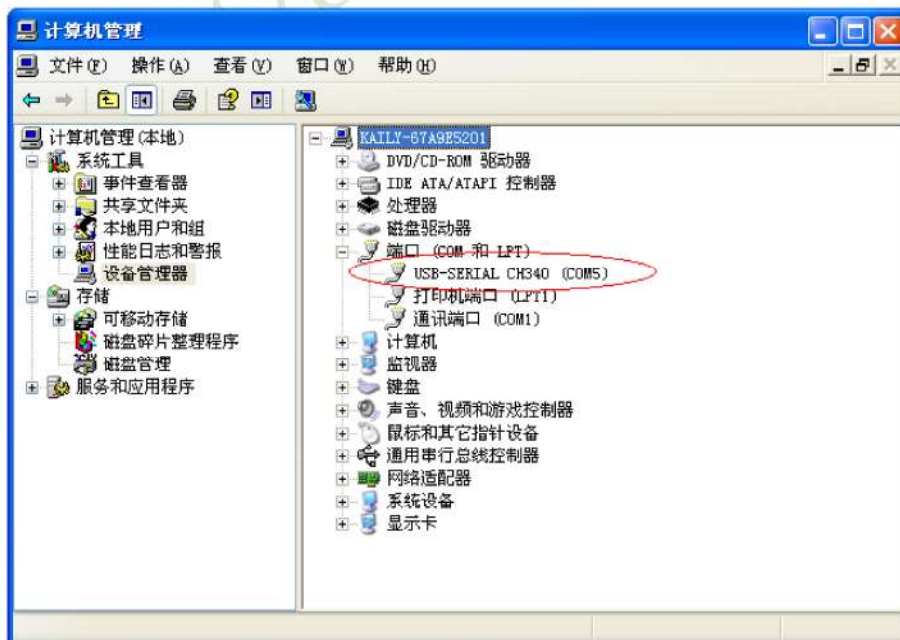 计算机管理
文件(F) 操作(A) 查看(V) 窗口(W) 帮助(H)
计算机管理(本地)
系统工具
事件查看器
共享文件夹
本地用户和组
性能日志和警报
设备管理器
存储
可移动存储
磁盘碎片整理程序
磁盘管理
服务和应用程序
KAILY-67A9E5201
DVD/CD-ROM 驱动器
IDE ATA/ATAPI 控制器
处理器
磁盘驱动器
端口 (COM 和 LPT)
USB-SERIAL CH340 (COM5)
打印机端口 (LPT1)
通讯端口 (COM1)
计算机
监视器
键盘
声音、视频和游戏控制器
鼠标和其它指针设备
通用串行总线控制器
网络适配器
系统设备
显示卡